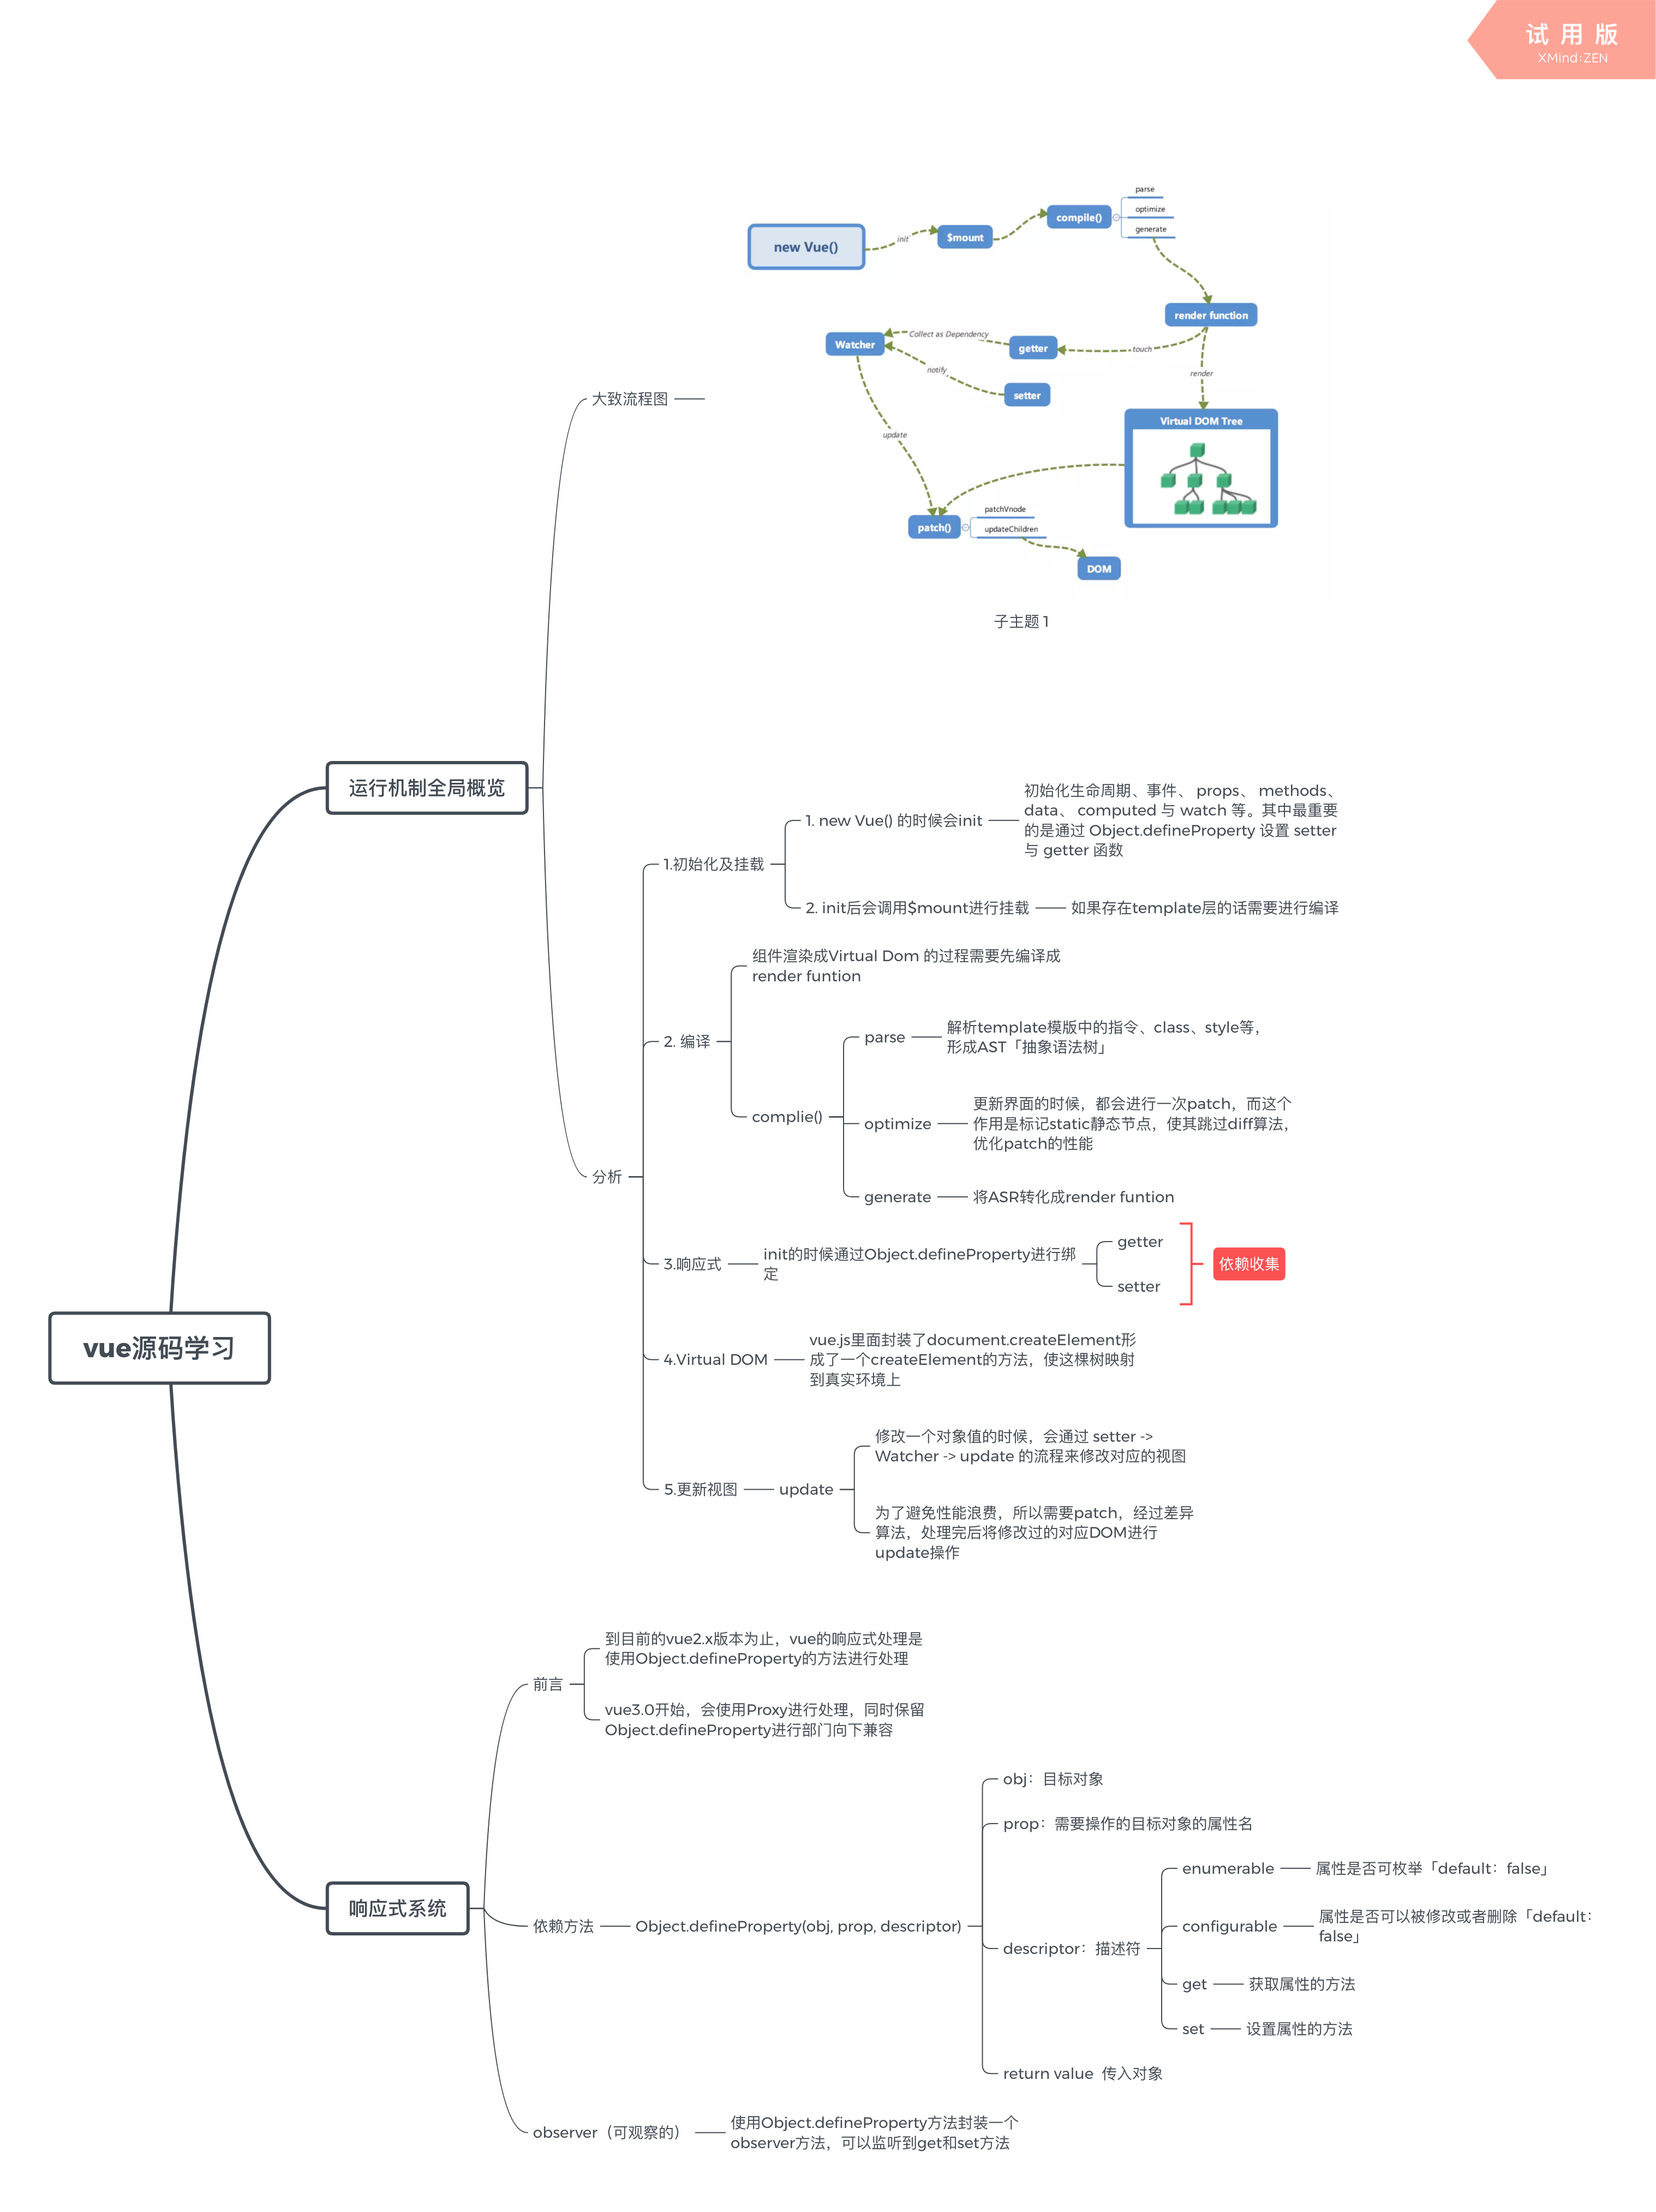 试 用 版
XMind:ZEN
parse
optimize
generate
compile()
$mount
init
new Vue()
render function
Collect as Dependency
Watcher
getter
touch
notify
render
setter
update
Virtual DOM Tree
patchVnode
updateChildren
patch()
DOM
大致流程图
子主题 1
运行机制全局概览
1.初始化及挂载
1. new Vue() 的时候会init
初始化生命周期、事件、 props、 methods、
data、 computed 与 watch 等。其中最重要
的是通过 Object.defineProperty 设置 setter
与 getter 函数
2. init后会调用$mount进行挂载
如果存在template层的话需要进行编译
2. 编译
组件渲染成Virtual Dom 的过程需要先编译成
render funtion
complie()
parse
解析template模版中的指令、class、style等，
形成AST「抽象语法树」
optimize
更新界面的时候，都会进行一次patch，而这个
作用是标记static静态节点，使其跳过diff算法，
优化patch的性能
generate
将ASR转化成render funtion
分析
3.响应式
init的时候通过Object.defineProperty进行绑
定
getter
setter
依赖收集
4.Virtual DOM
vue.js里面封装了document.createElement形
成了一个createElement的方法，使这棵树映射
到真实环境上
5.更新视图
update
修改一个对象值的时候，会通过 setter ->
Watcher -> update 的流程来修改对应的视图
为了避免性能浪费，所以需要patch，经过差异
算法，处理完后将修改过的对应DOM进行
update操作
vue源码学习
响应式系统
前言
到目前的vue2.x版本为止，vue的响应式处理是
使用Object.defineProperty的方法进行处理
vue3.0开始，会使用Proxy进行处理，同时保留
Object.defineProperty进行部门向下兼容
依赖方法
Object.defineProperty(obj, prop, descriptor)
obj：目标对象
prop：需要操作的目标对象的属性名
descriptor：描述符
enumerable
属性是否可枚举「default：false」
configurable
属性是否可以被修改或者删除「default：
false」
get
获取属性的方法
set
设置属性的方法
return value 传入对象
observer（可观察的）
使用Object.defineProperty方法封装一个
observer方法，可以监听到get和set方法